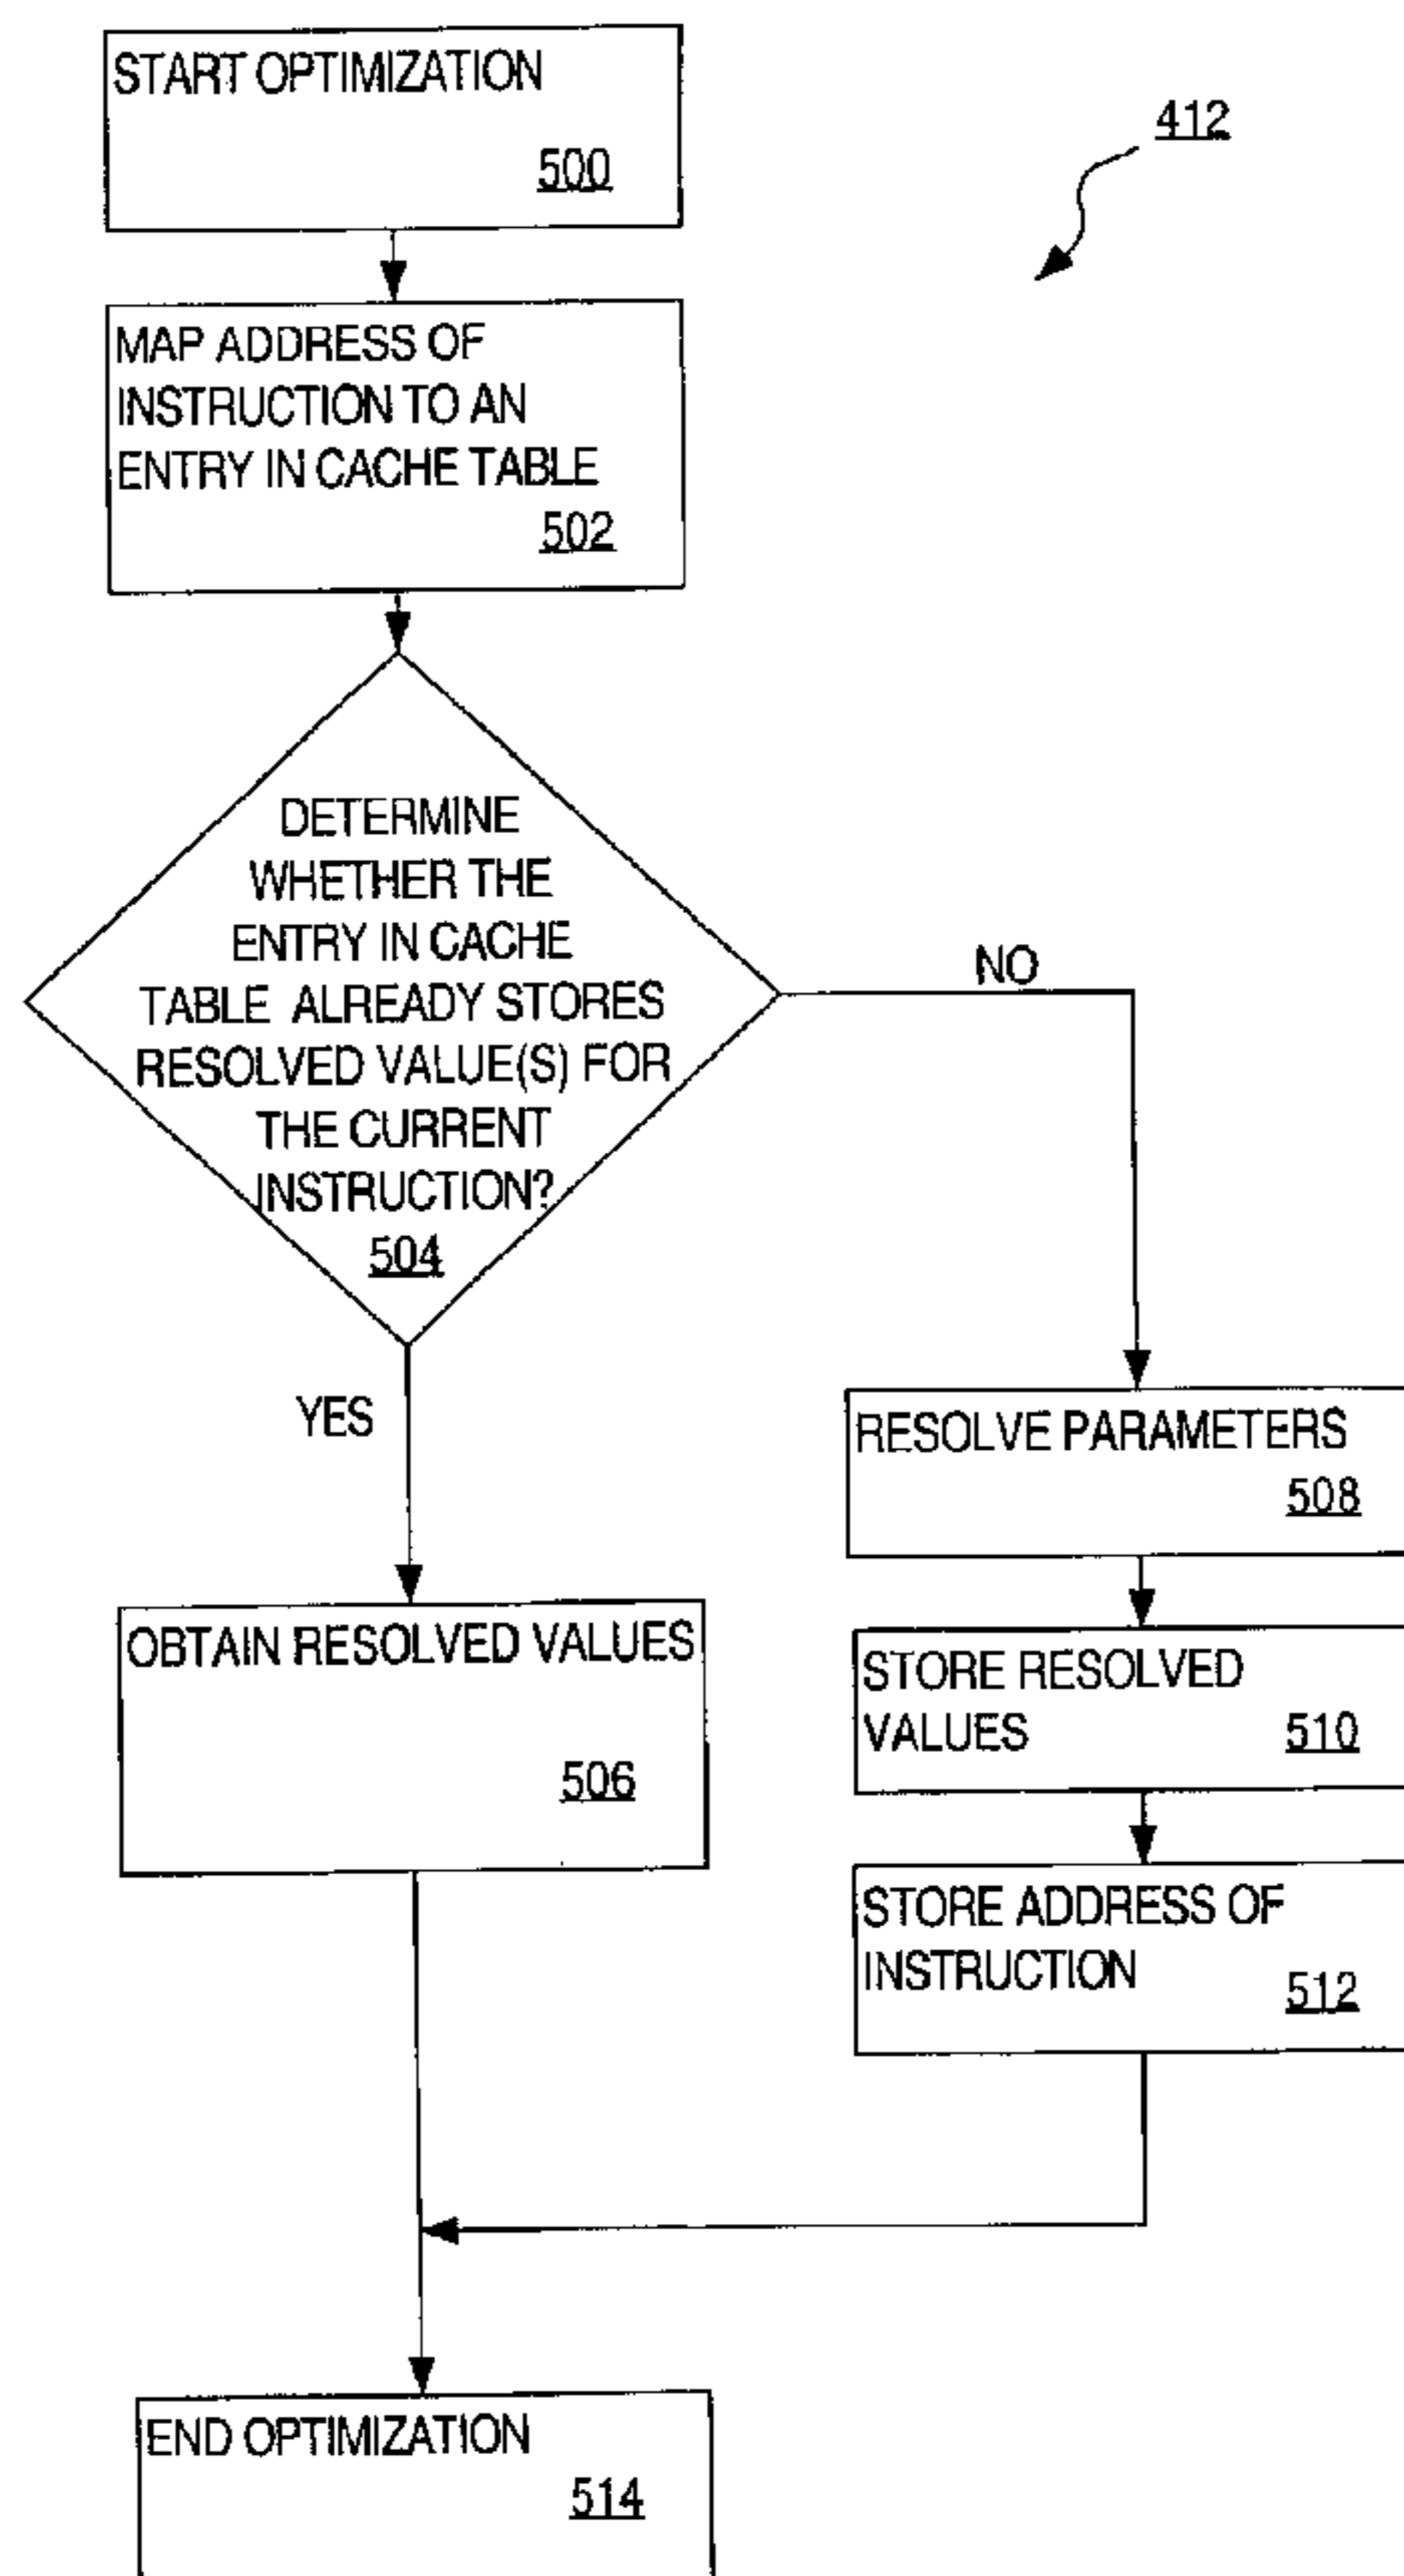 START OPTIMIZATION
500
412
MAP ADDRESS OF
INSTRUCTION TO AN
ENTRY IN CACHE TABLE
502
DETERMINE
WHETHER THE
ENTRY IN CACHE
TABLE ALREADY STORES
RESOLVED VALUE(S) FOR
THE CURRENT
INSTRUCTION?
504
NO
YES
RESOLVE PARAMETERS
508
OBTAIN RESOLVED VALUES
506
STORE RESOLVED
VALUES
510
STORE ADDRESS OF
INSTRUCTION
512
END OPTIMIZATION
514